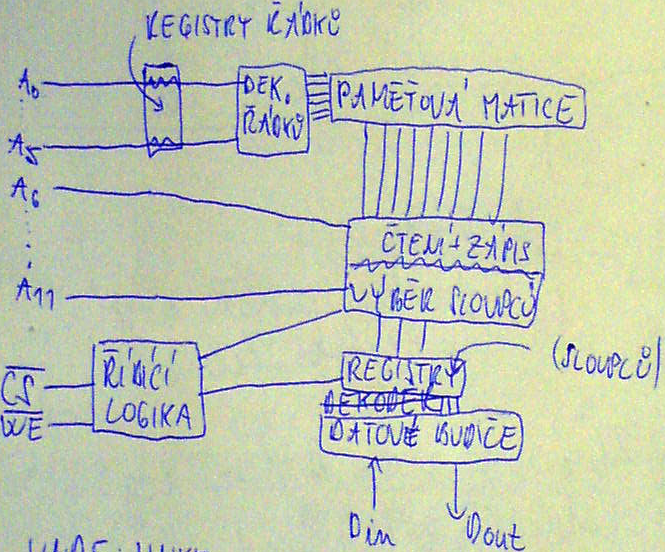 REGISTRY ŘÁDKŮ
A0
A5
A6
A11
DEK.
ŘÁDKŮ
PAMĚŤOVÁ MATICE
ČTENÍ + ZÁPIS
VÝBĚR SLOUPCŮ
CS
WE
ŘÍDÍCÍ
LOGIKA
REGISTRY
(SLOUPCŮ)
DEKODÉR
DATOVÉ BUDIČE
Din
Dout